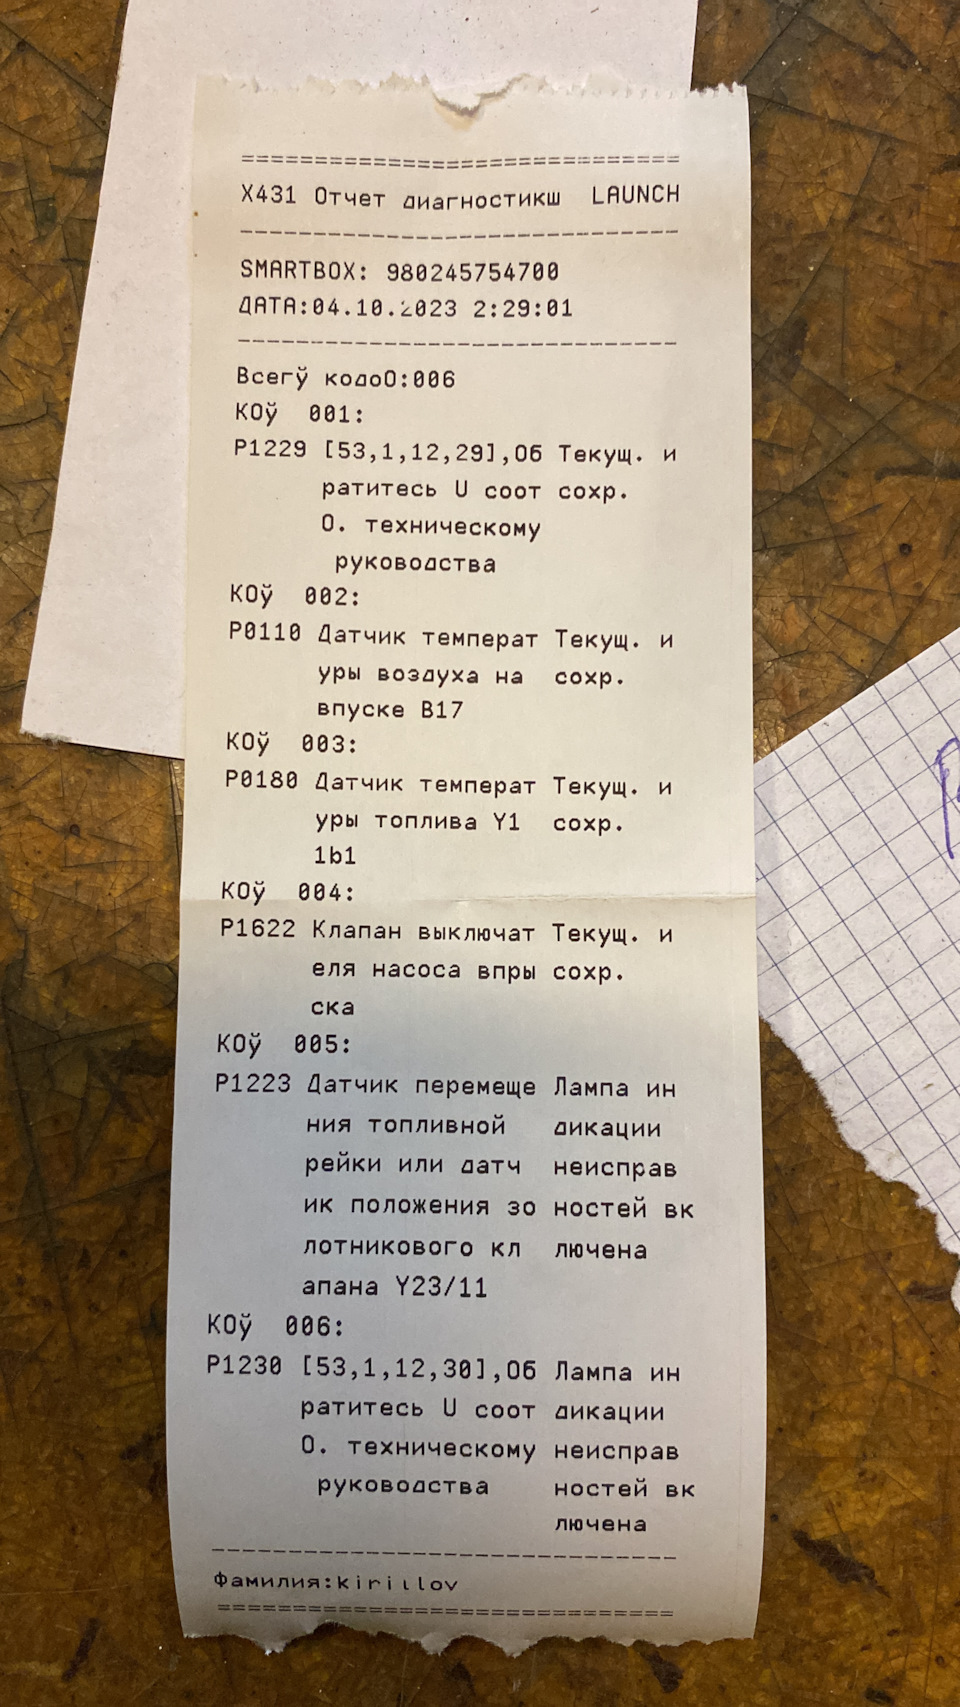 ==============================
X431 Отчет диагностикш LAUNCH
------------------------------
SMARTBOX: 980245754700
ДАТА:04.10.2023 2:29:01
------------------------------
Всегў кодоО:006
КОў 001:
P1229 [53,1,12,29],Об Текущ. и
ратитесь U соот сохр.
О. техническому
руководства
КОў 002:
P0110 Датчик температ Текущ. и
уры воздуха на сохр.
впуске B17
КОў 003:
P0180 Датчик температ Текущ. и
уры топлива Y1 сохр.
1b1
КОў 004:
P1622 Клапан выключат Текущ. и
еля насоса впры сохр.
ска
КОў 005:
P1223 Датчик перемеще Лампа ин
ния топливной дикации
рейки или датч неисправ
ик положения зо ностей вк
лотникового кл лючена
апана Y23/11
КОў 006:
P1230 [53,1,12,30],Об Лампа ин
ратитесь U соот дикации
О. техническому неисправ
руководства ностей вк
лючена
------------------------------
Фамилия:kirillov
==============================